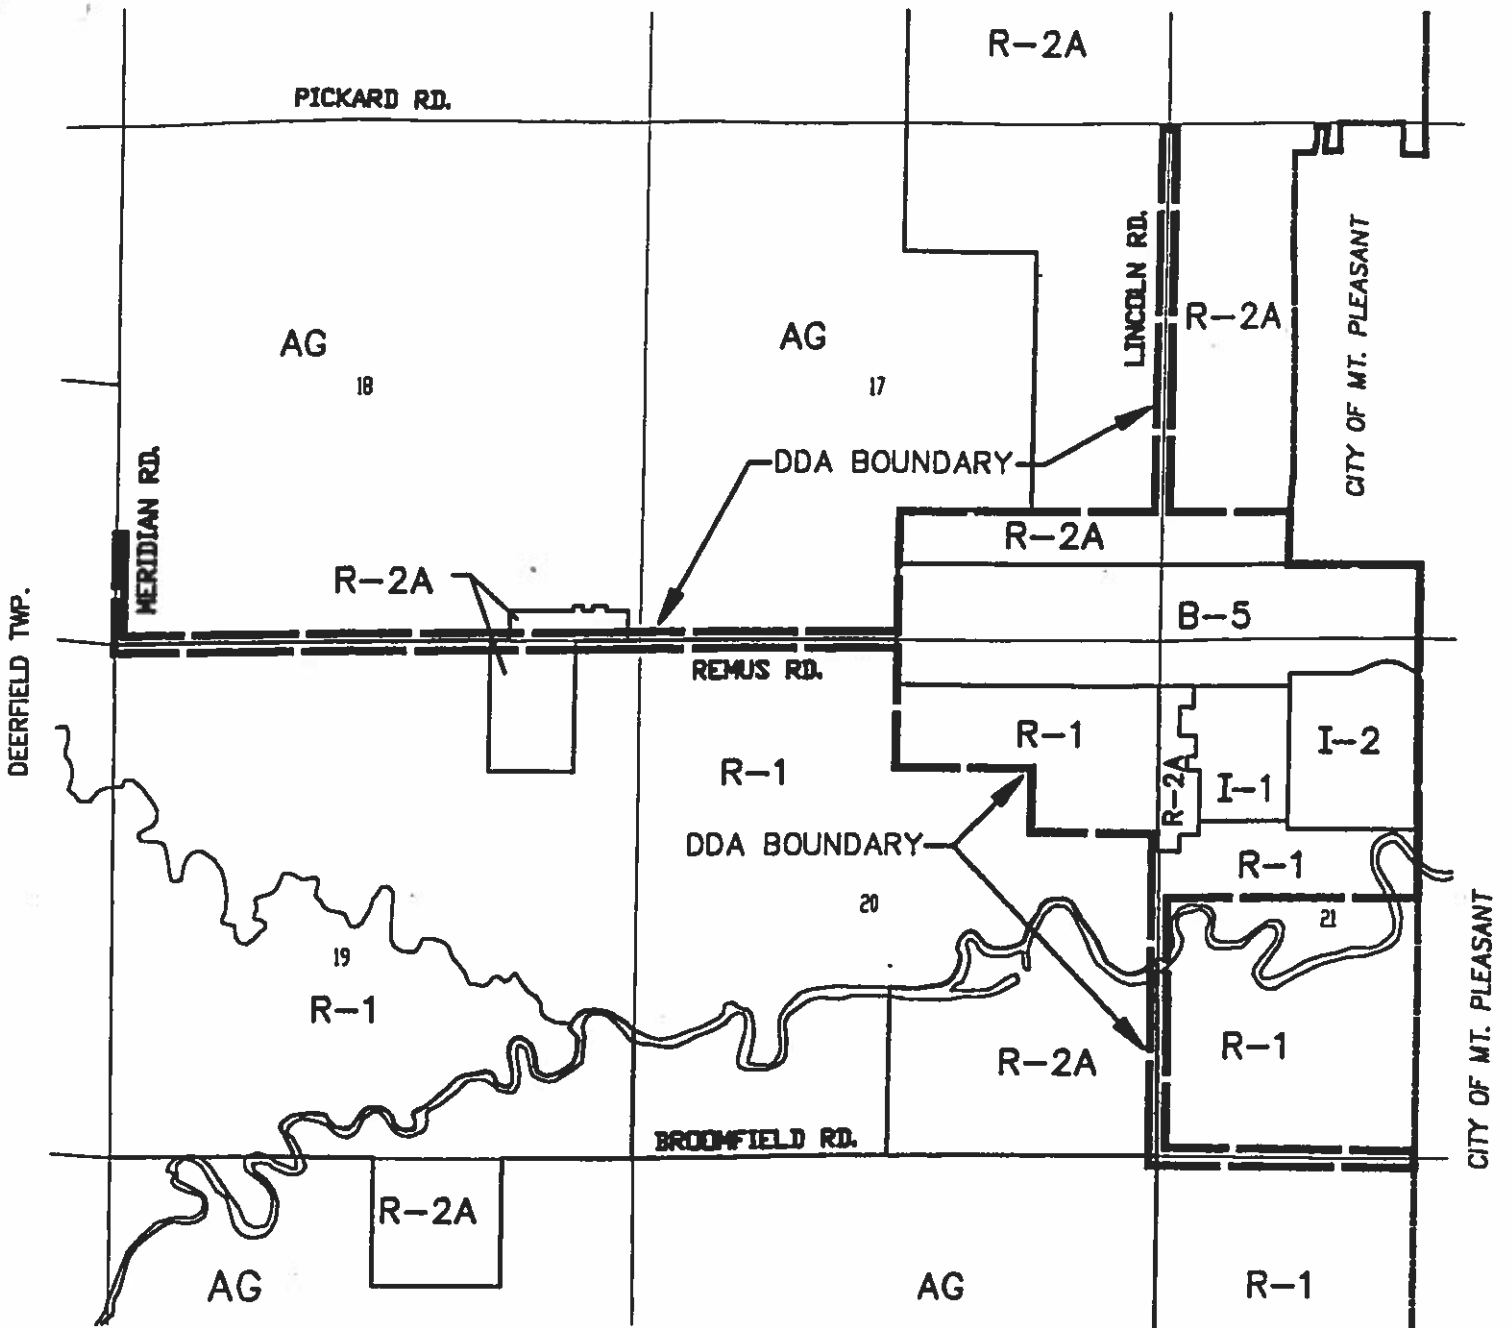 R-2A
PICKARD RD.
LINCOLN RD.
CITY OF MT. PLEASANT
R-2A
AG
AG
18
17
DDA BOUNDARY
MERIDIAN RD.
R-2A
R-2A
B-5
DEERFIELD TWP.
REMUS RD.
R-1
I-2
R-1
R-2A
I-1
DDA BOUNDARY
R-1
20
21
19
R-1
R-1
R-2A
CITY OF MT. PLEASANT
BROOMFIELD RD.
R-2A
AG
AG
R-1